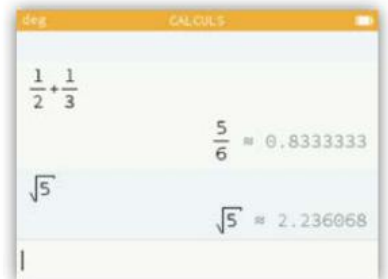 deg CALCULS
1/2+1/3
5/6 ≈ 0.8333333
√5
√5 ≈ 2.236068